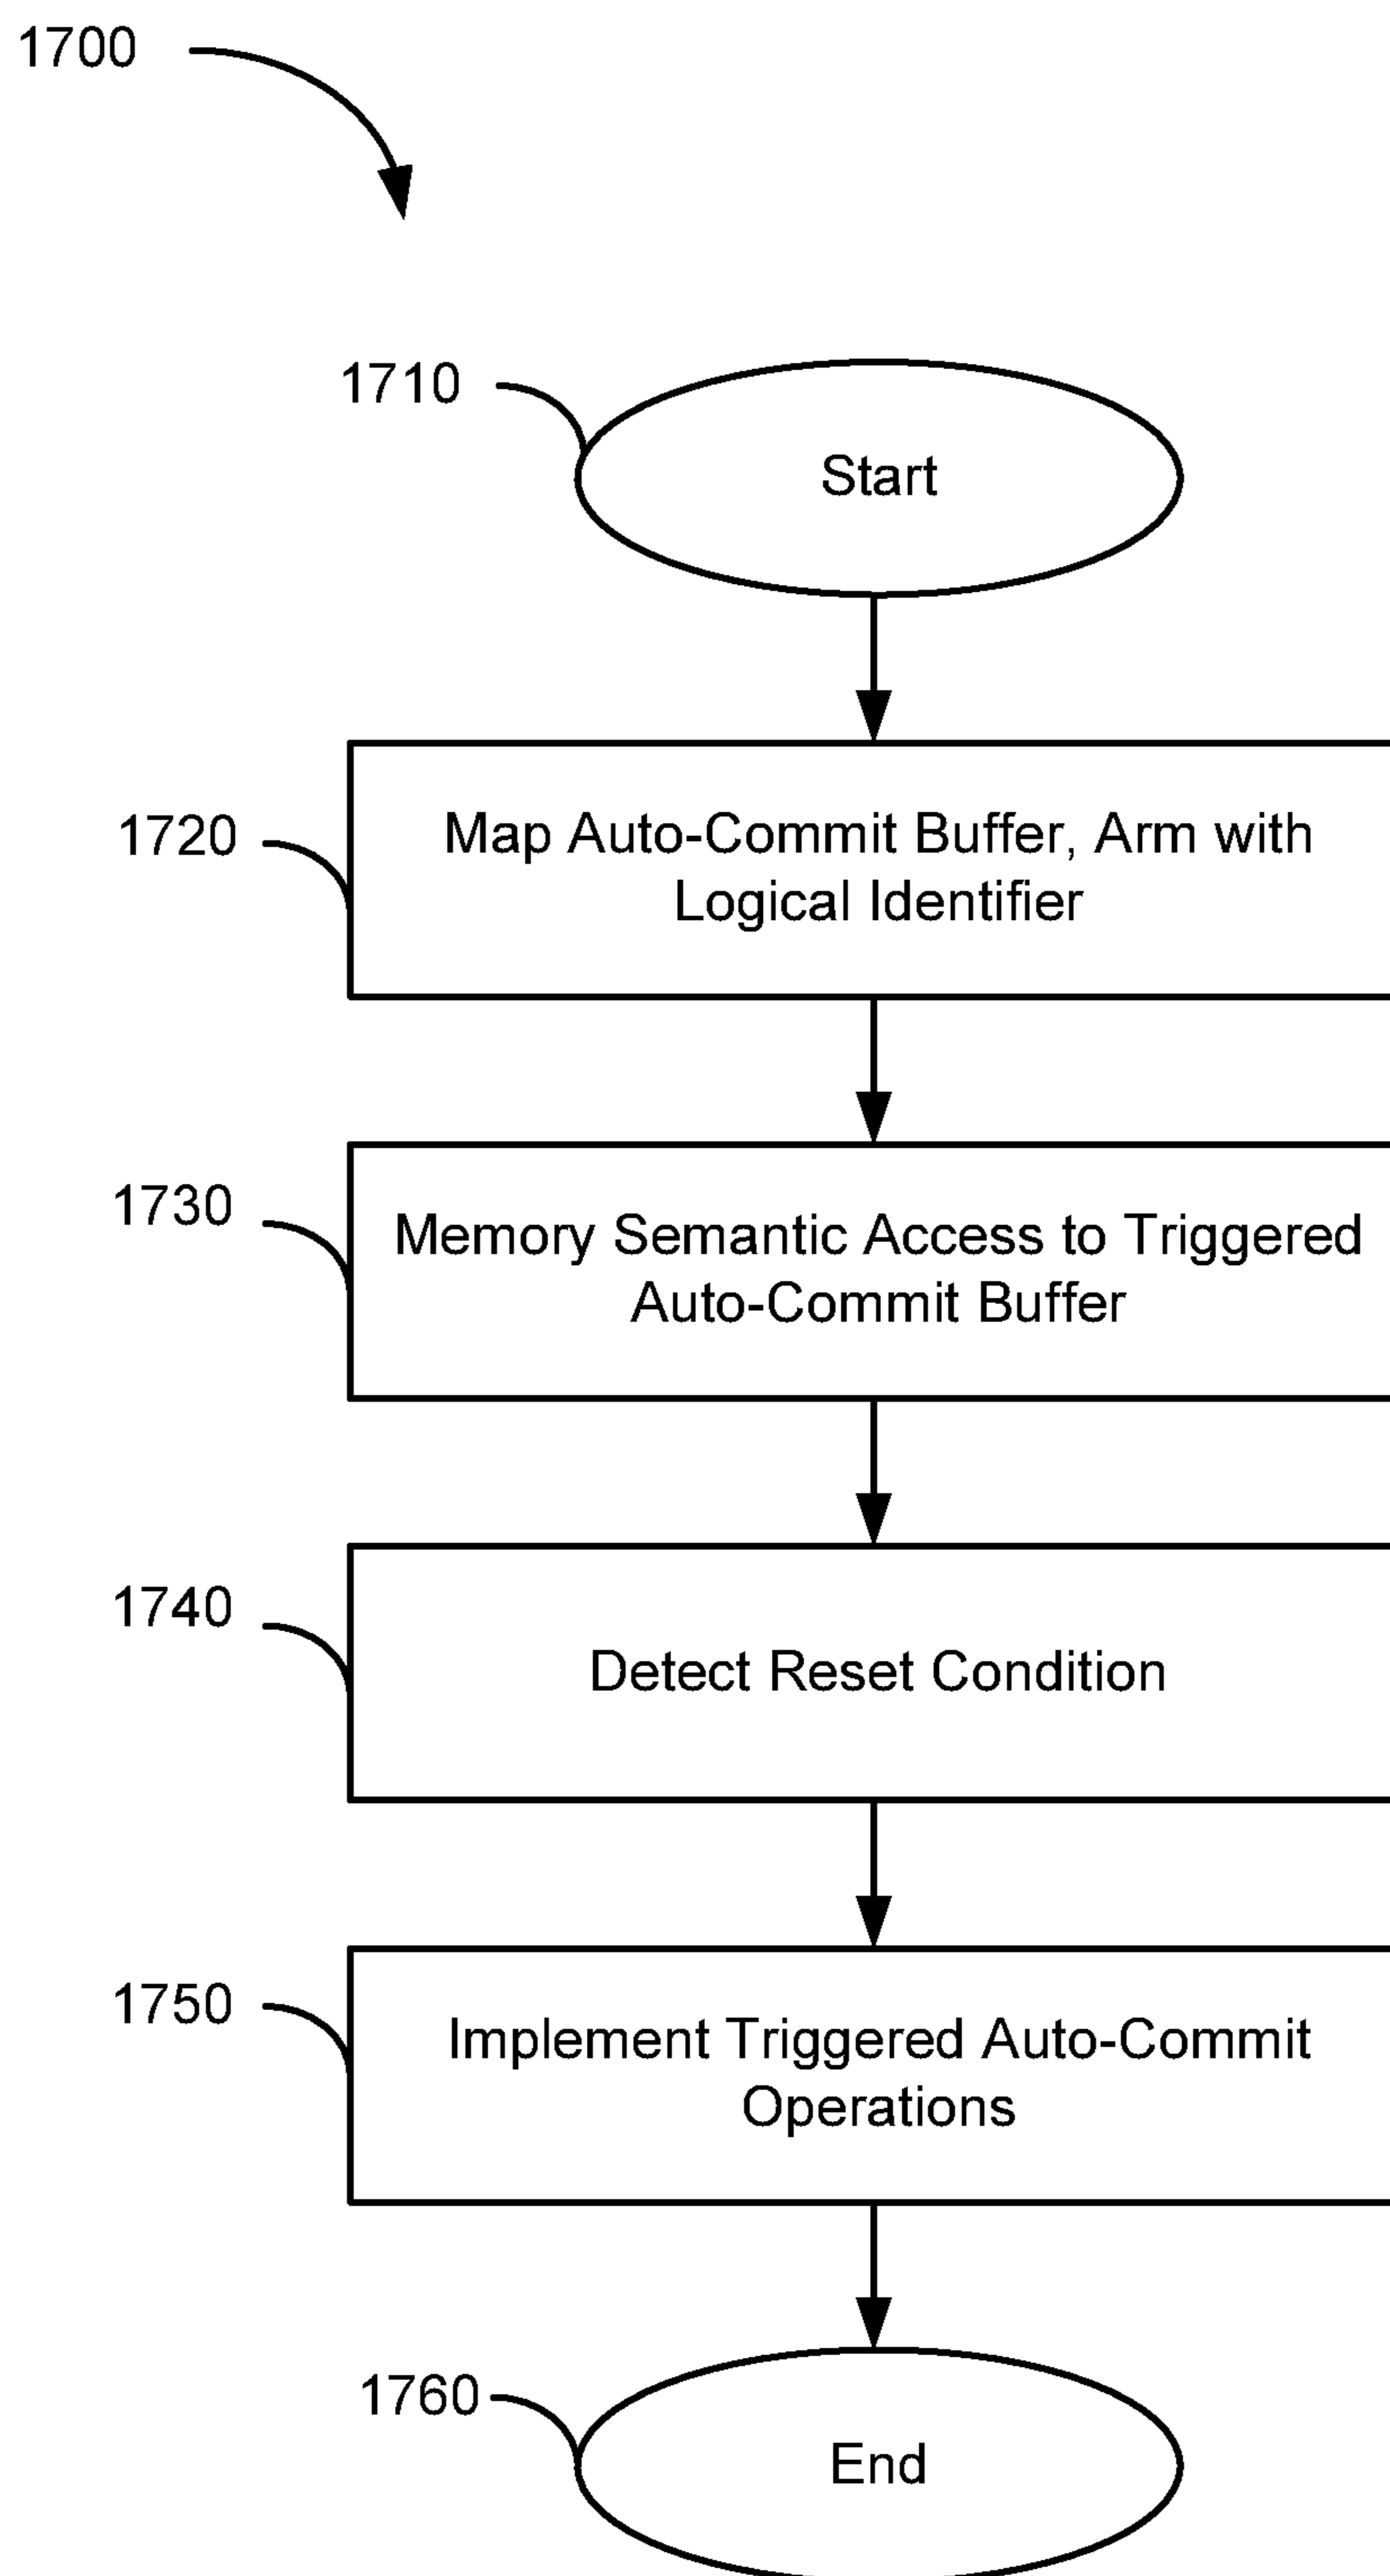 1700
1710
Start
1720
Map Auto-Commit Buffer, Arm with
Logical Identifier
1730
Memory Semantic Access to Triggered
Auto-Commit Buffer
1740
Detect Reset Condition
1750
Implement Triggered Auto-Commit
Operations
1760
End